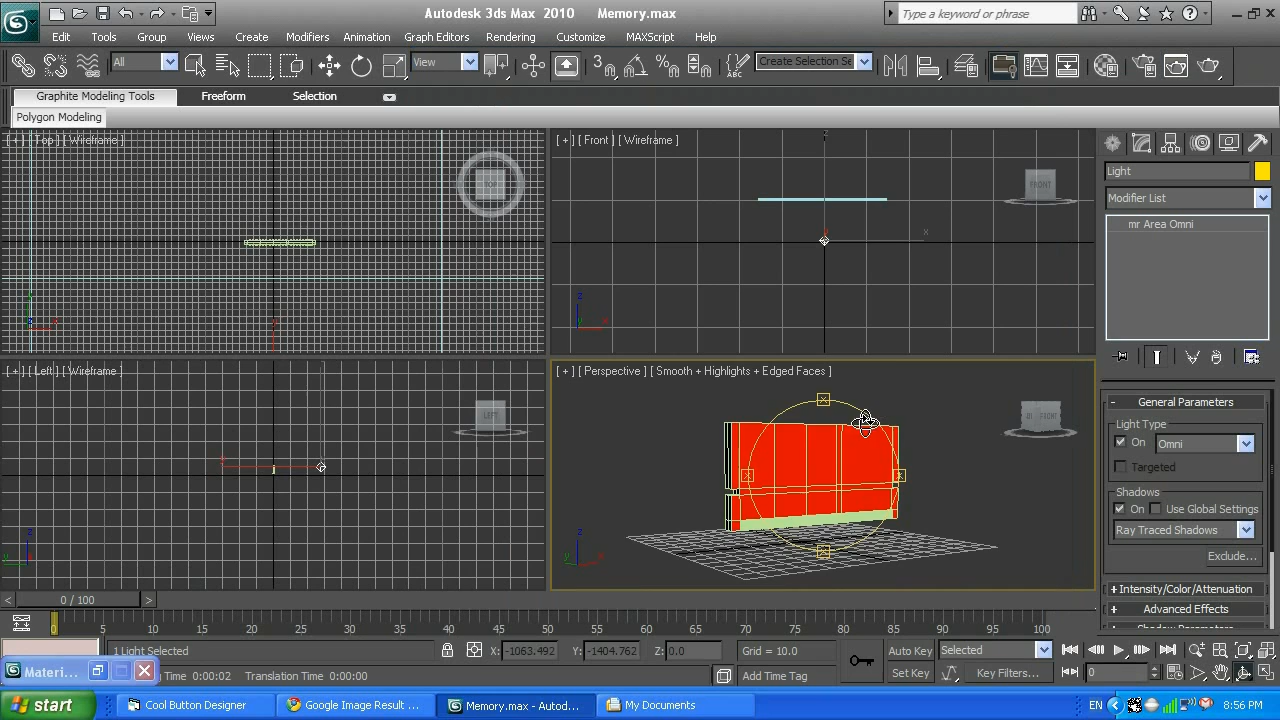 Autodesk 3ds Max 2010 Memory.max
Type a keyword or phrase
Edit Tools Group Views Create Modifiers Animation Graph Editors Rendering Customize MAXScript Help
All View Create Selection Se
Graphite Modeling Tools Freeform Selection
Polygon Modeling
[ + ] [ Top ] [ Wireframe ]
TOP
[ + ] [ Front ] [ Wireframe ]
FRONT
[ + ] [ Left ] [ Wireframe ]
LEFT
[ + ] [ Perspective ] [ Smooth + Highlights + Edged Faces ]
FRONT
Light
Modifier List
mr Area Omni
- General Parameters
Light Type
On Omni
Targeted
Shadows
On Use Global Settings
Ray Traced Shadows
Exclude...
+ Intensity/Color/Attenuation
+ Advanced Effects
< 0 / 100 >
0 5 10 15 20 25 30 35 40 45 50 55 60 65 70 75 80 85 90 95 100
1 Light Selected X: -1063.492 Y: -1404.762 Z: 0.0 Grid = 10.0 Auto Key Selected
Materi...
Time 0:00:02 Translation Time 0:00:00 Add Time Tag Set Key Key Filters... 0
start Cool Button Designer Google Image Result ... Memory.max - Autod... My Documents EN 8:56 PM